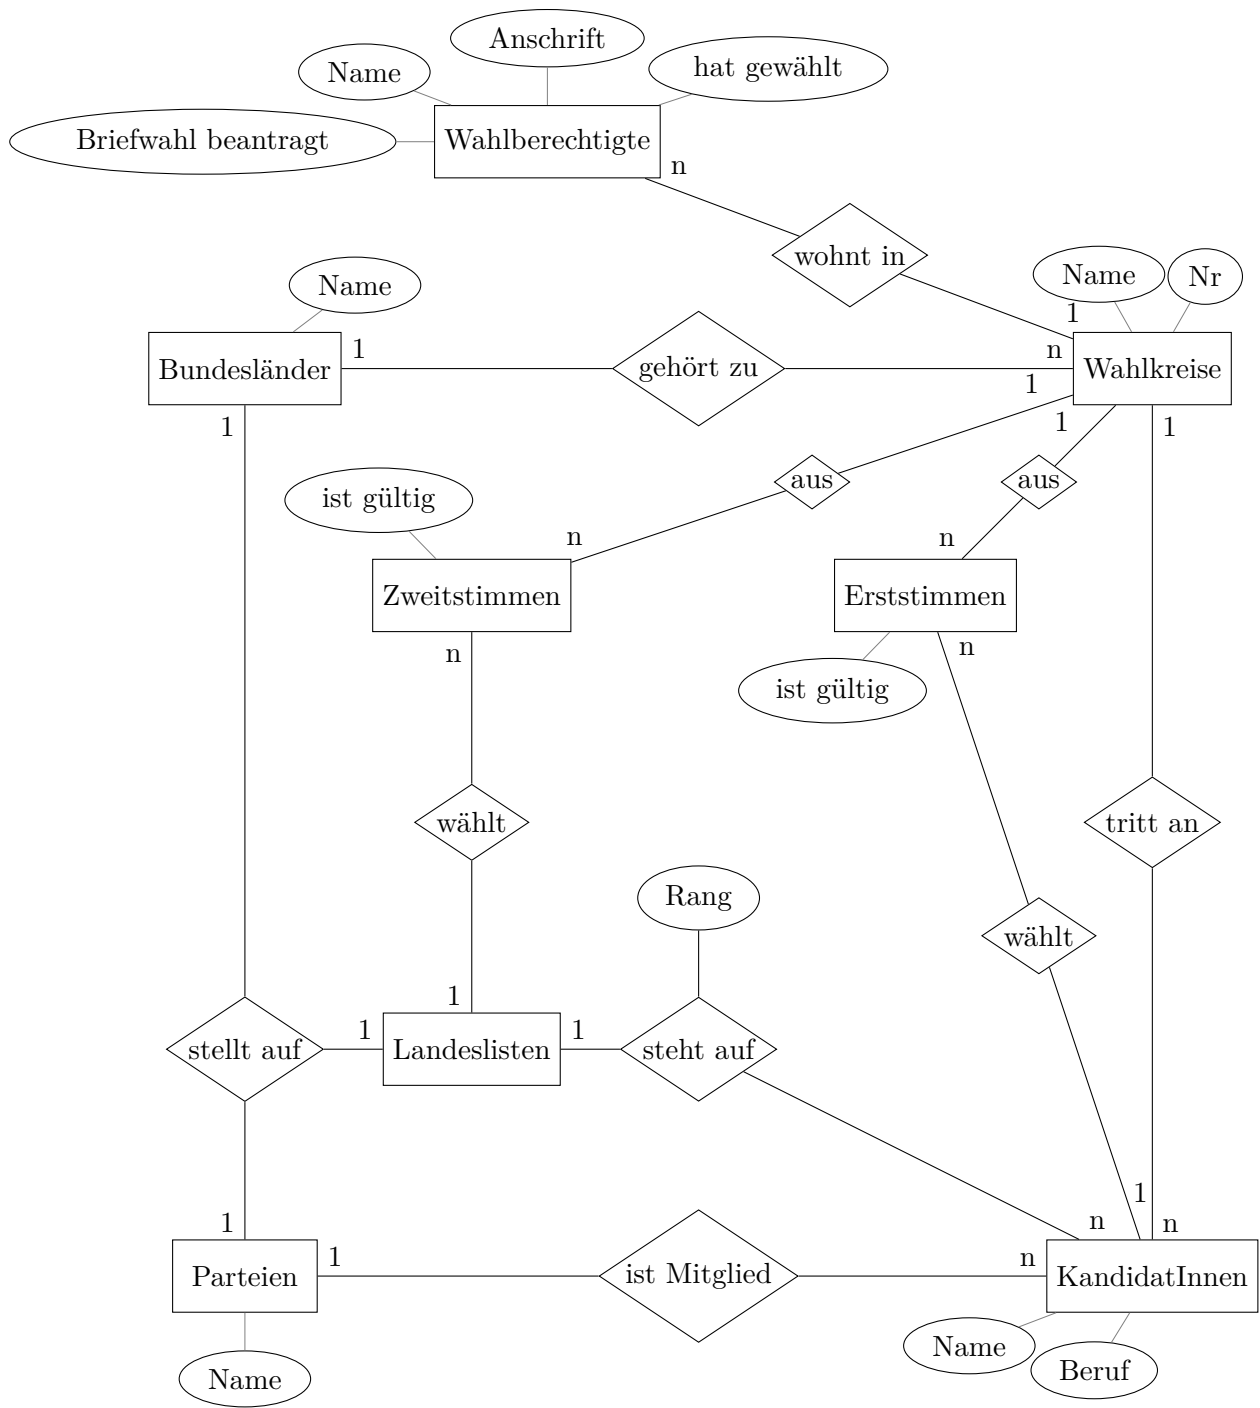 Anschrift
Name
hat gewählt
Briefwahl beantragt
Wahlberechtigte
n
wohnt in
Name
Nr
Name
1
1
n
Bundesländer
gehört zu
Wahlkreise
1
1
1
1
aus
aus
ist gültig
n
n
Zweitstimmen
Erststimmen
n
n
ist gültig
wählt
tritt an
Rang
wählt
1
1
1
stellt auf
Landeslisten
steht auf
1
1
n
n
1
n
Parteien
ist Mitglied
KandidatInnen
Name
Beruf
Name